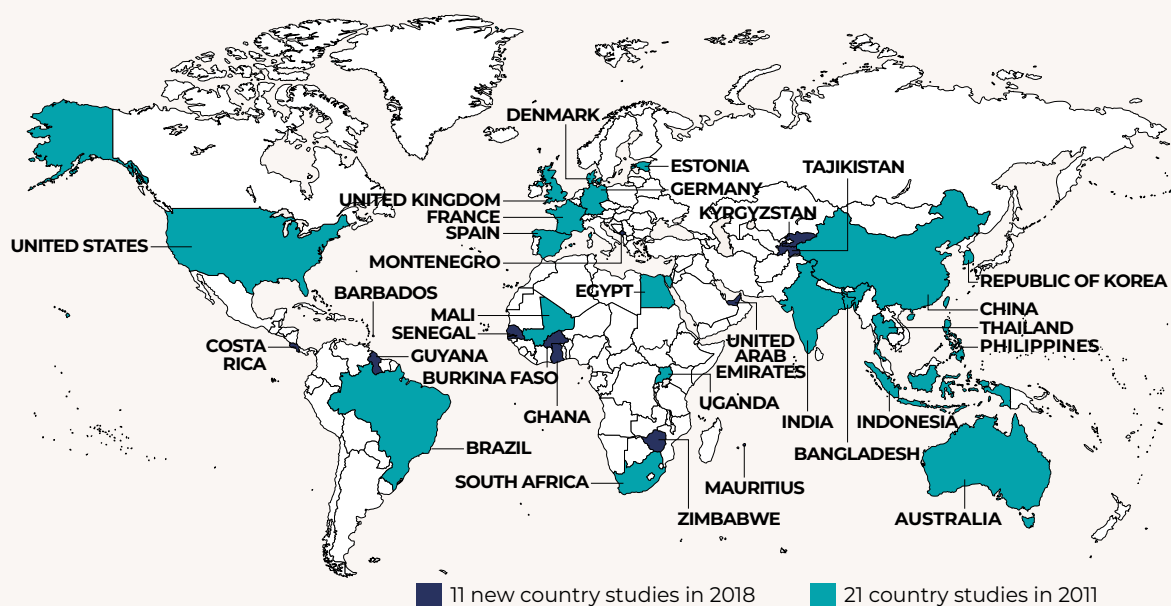 DENMARK
ESTONIA
TAJIKISTAN
GERMANY
UNITED KINGDOM
FRANCE
KYRGYZSTAN
SPAIN
UNITED STATES
MONTENEGRO
REPUBLIC OF KOREA
EGYPT
BARBADOS
CHINA
MALI
THAILAND
SENEGAL
UNITED
ARAB
EMIRATES
PHILIPPINES
COSTA
RICA
GUYANA
BURKINA FASO
UGANDA
GHANA
INDIA
INDONESIA
BRAZIL
BANGLADESH
SOUTH AFRICA
MAURITIUS
ZIMBABWE
AUSTRALIA
11 new country studies in 2018
21 country studies in 2011